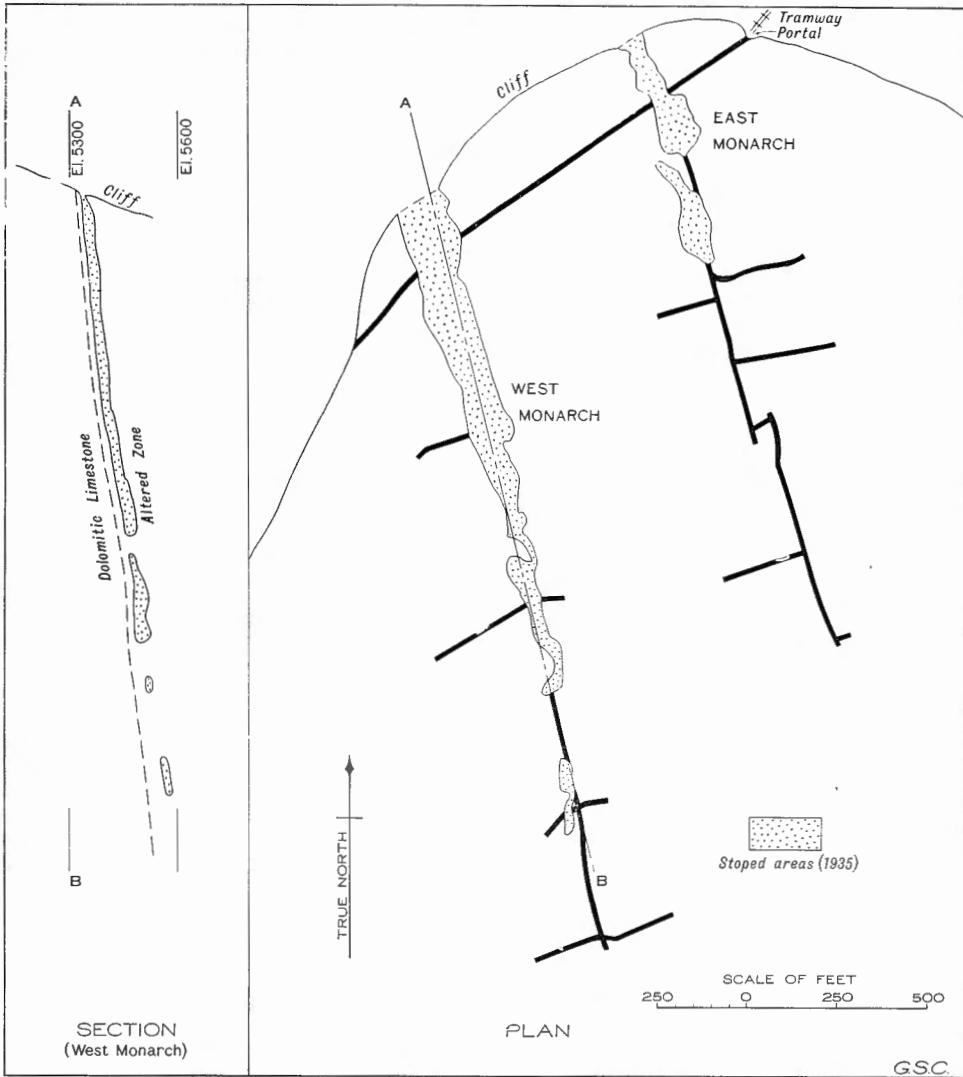 A
El. 5300
El. 5600
Cliff
Dolomitic Limestone
Altered Zone
B
SECTION
(West Monarch)
Tramway
Portal
Cliff
A
EAST
MONARCH
WEST
MONARCH
TRUE NORTH
Stoped areas (1935)
B
SCALE OF FEET
250 0 250 500
PLAN
G.S.C.